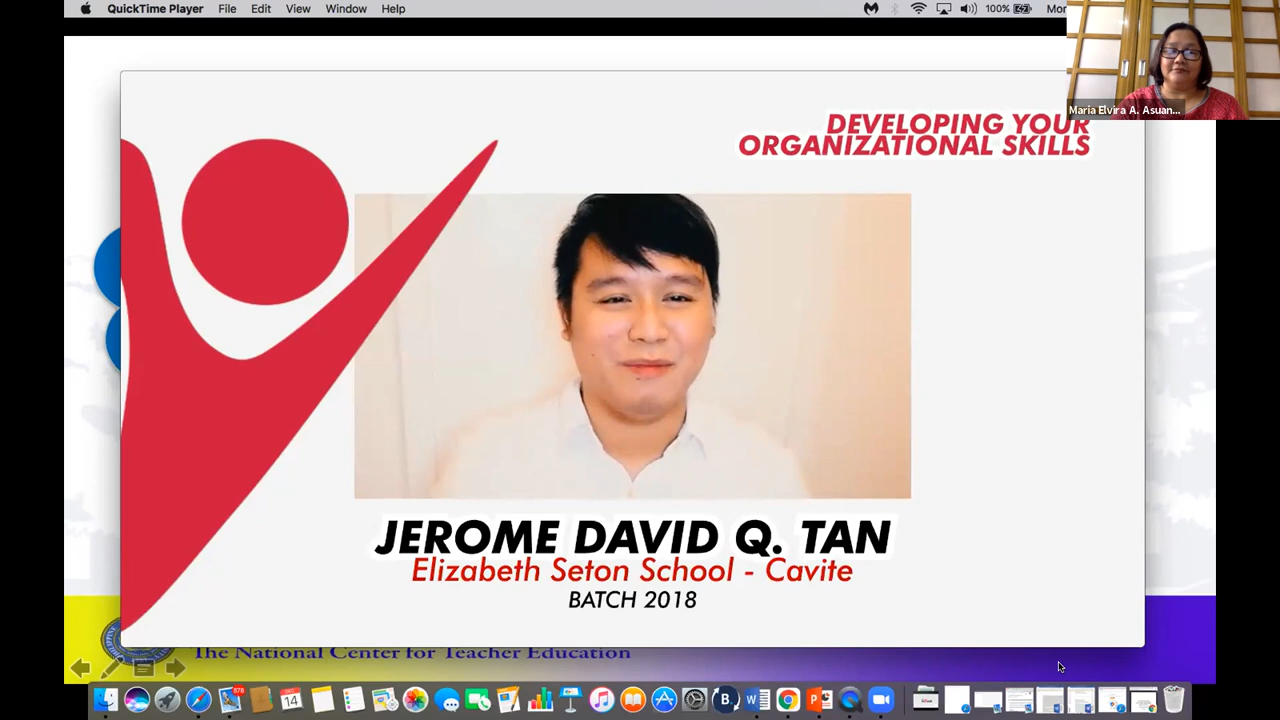 QuickTime Player File Edit View Window Help 100% Mon
Maria Elvira A. Asuan...
DEVELOPING YOUR
ORGANIZATIONAL SKILLS
JEROME DAVID Q. TAN
Elizabeth Seton School - Cavite
BATCH 2018
The National Center for Teacher Education
878
14